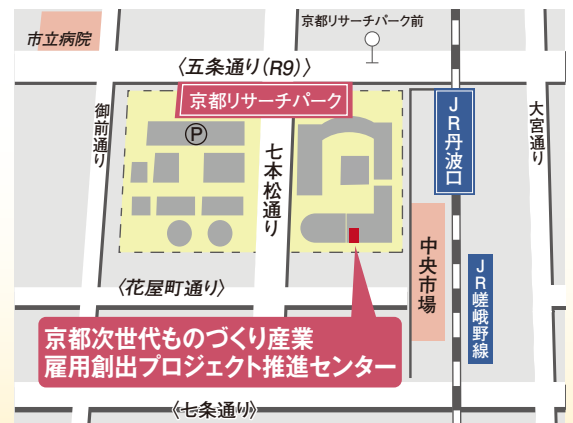 市立病院
京都リサーチパーク前
〈五条通り(R9)〉
京都リサーチパーク
御前通り
P
七本松通り
JR丹波口
大宮通り
中央市場
JR嵯峨野線
〈花屋町通り〉
京都次世代ものづくり産業
雇用創出プロジェクト推進センター
〈七条通り〉